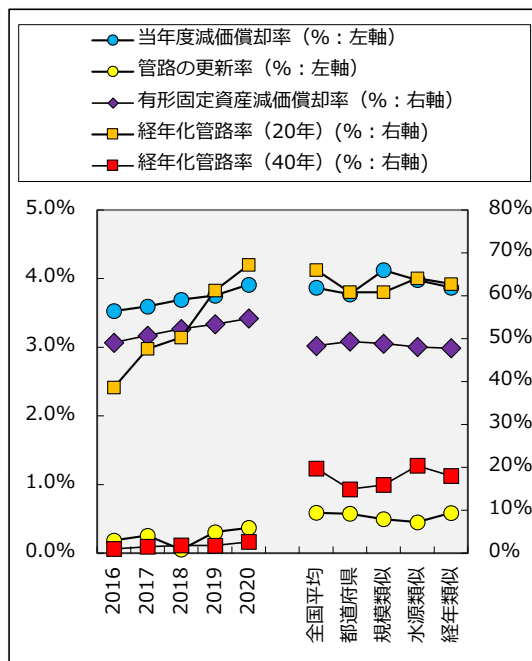 当年度減価償却率（%：左軸）
管路の更新率（%：左軸）
有形固定資産減価償却率（%：右軸）
経年化管路率（20年）(%：右軸)
経年化管路率（40年）(%：右軸)
5.0%
4.0%
3.0%
2.0%
1.0%
0.0%
80%
70%
60%
50%
40%
30%
20%
10%
0%
2016
2017
2018
2019
2020
全国平均
都道府県
規模類似
水源類似
経年類似